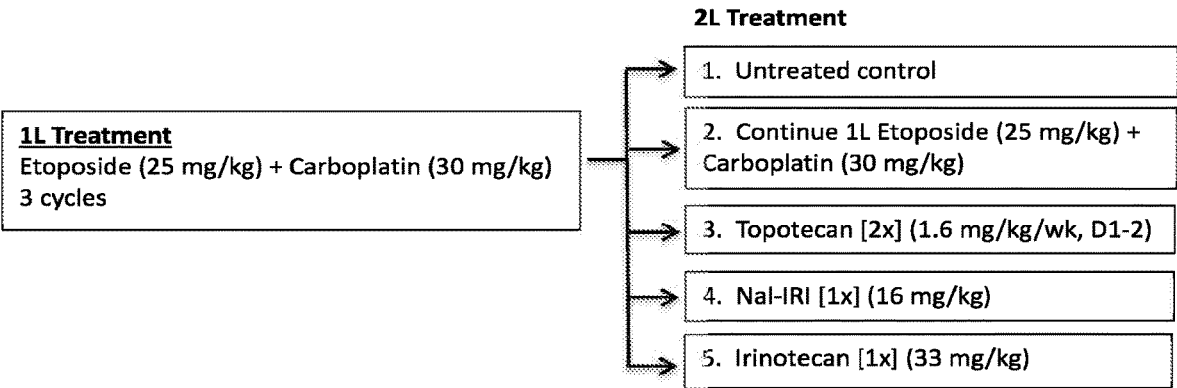 2L Treatment
1. Untreated control
1L Treatment
Etoposide (25 mg/kg) + Carboplatin (30 mg/kg)
3 cycles
2. Continue 1L Etoposide (25 mg/kg) +
Carboplatin (30 mg/kg)
3. Topotecan [2x] (1.6 mg/kg/wk, D1-2)
4. Nal-IRI [1x] (16 mg/kg)
5. Irinotecan [1x] (33 mg/kg)